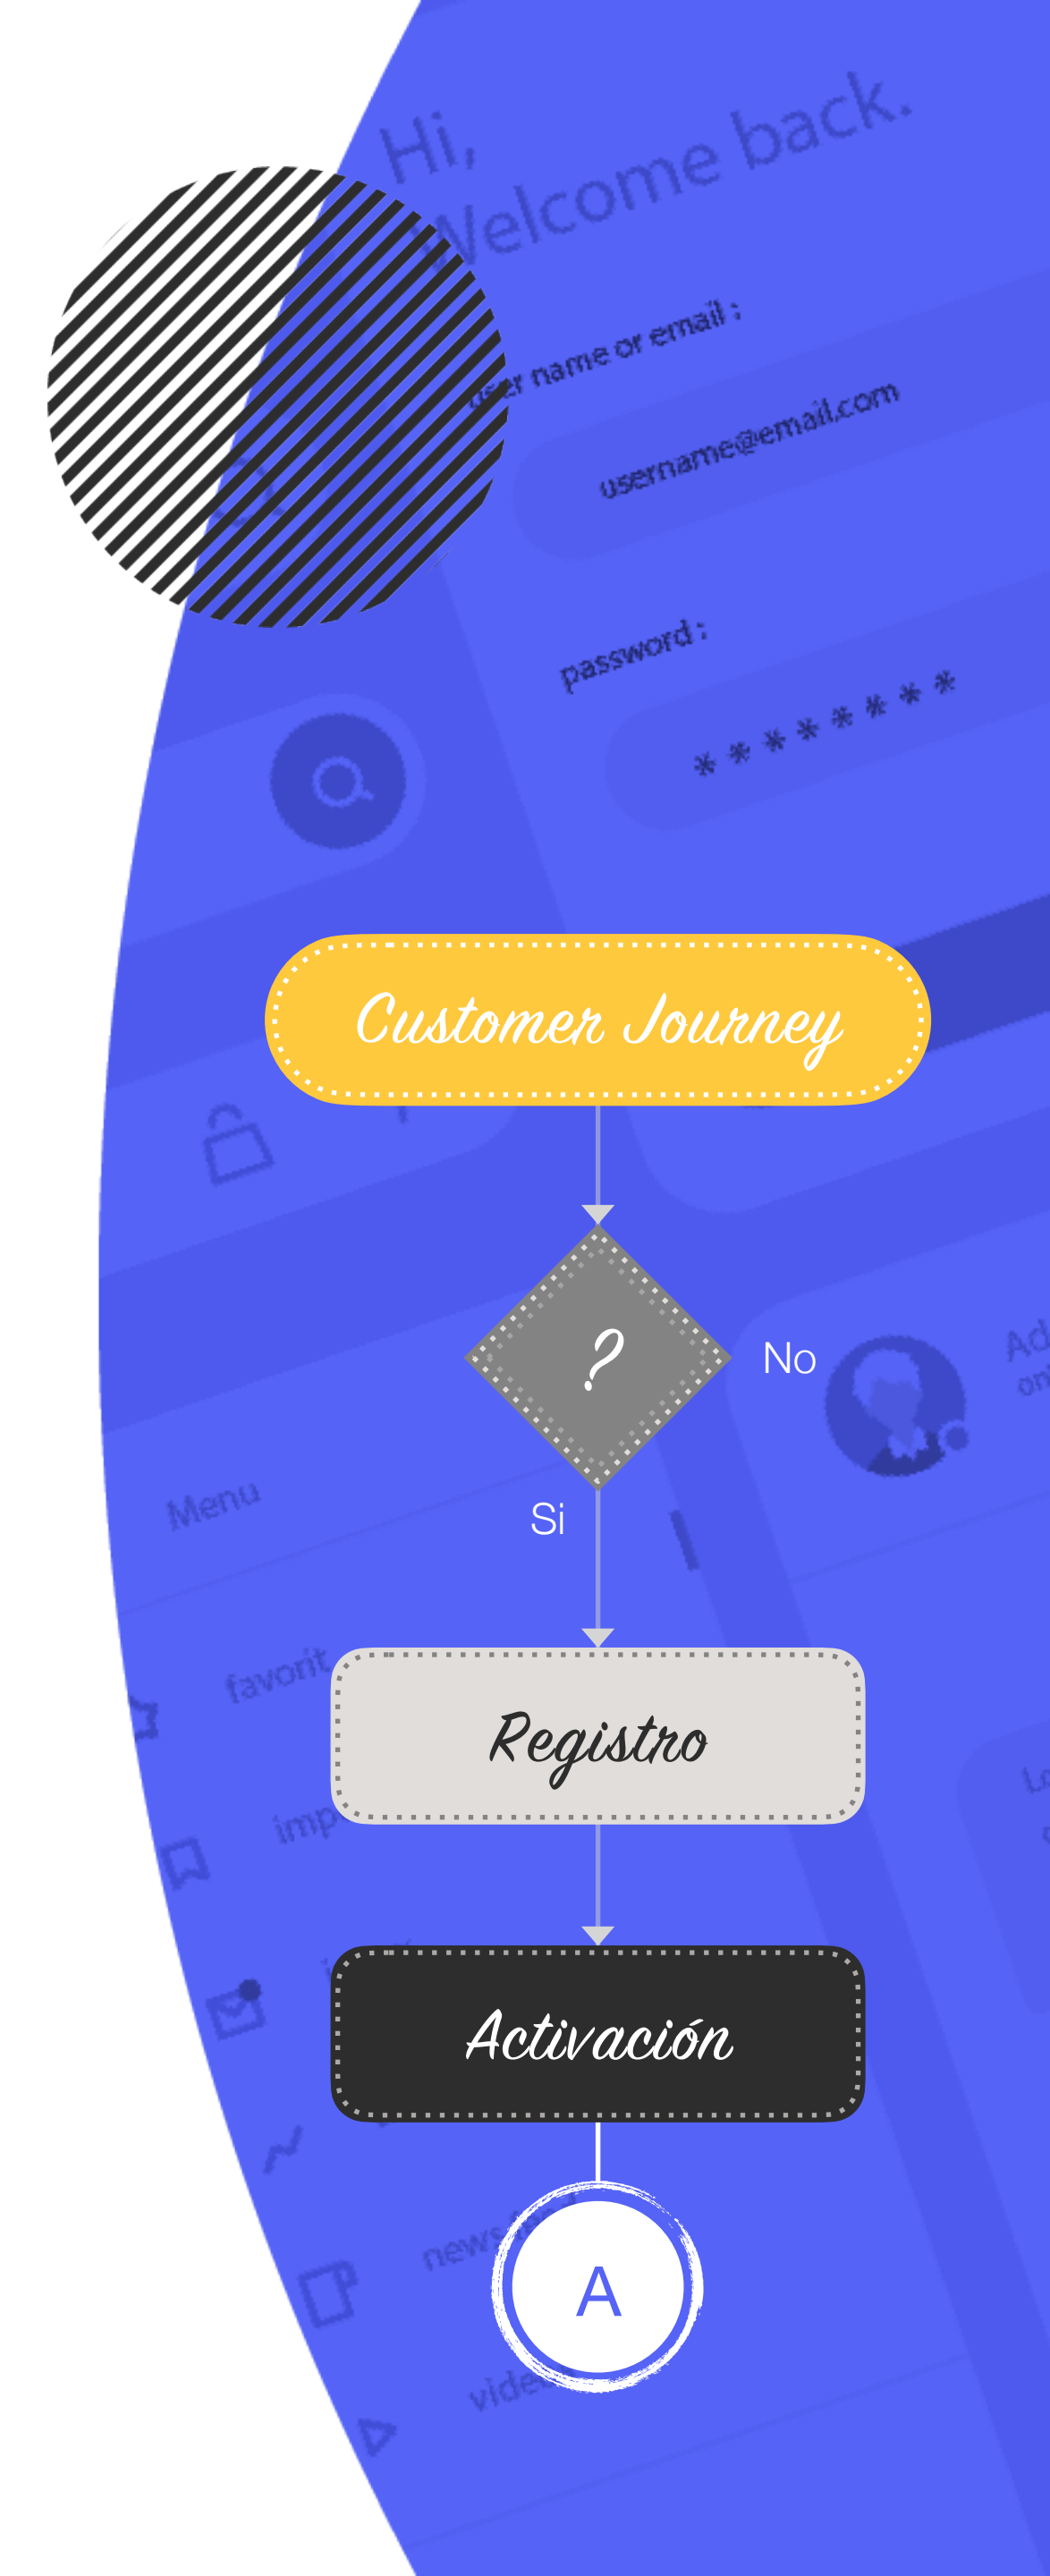 Hi,
Welcome back.
user name or email :
username@email.com
password :
********
Customer Journey
?
No
Si
Menu
favorit
Registro
Activación
A